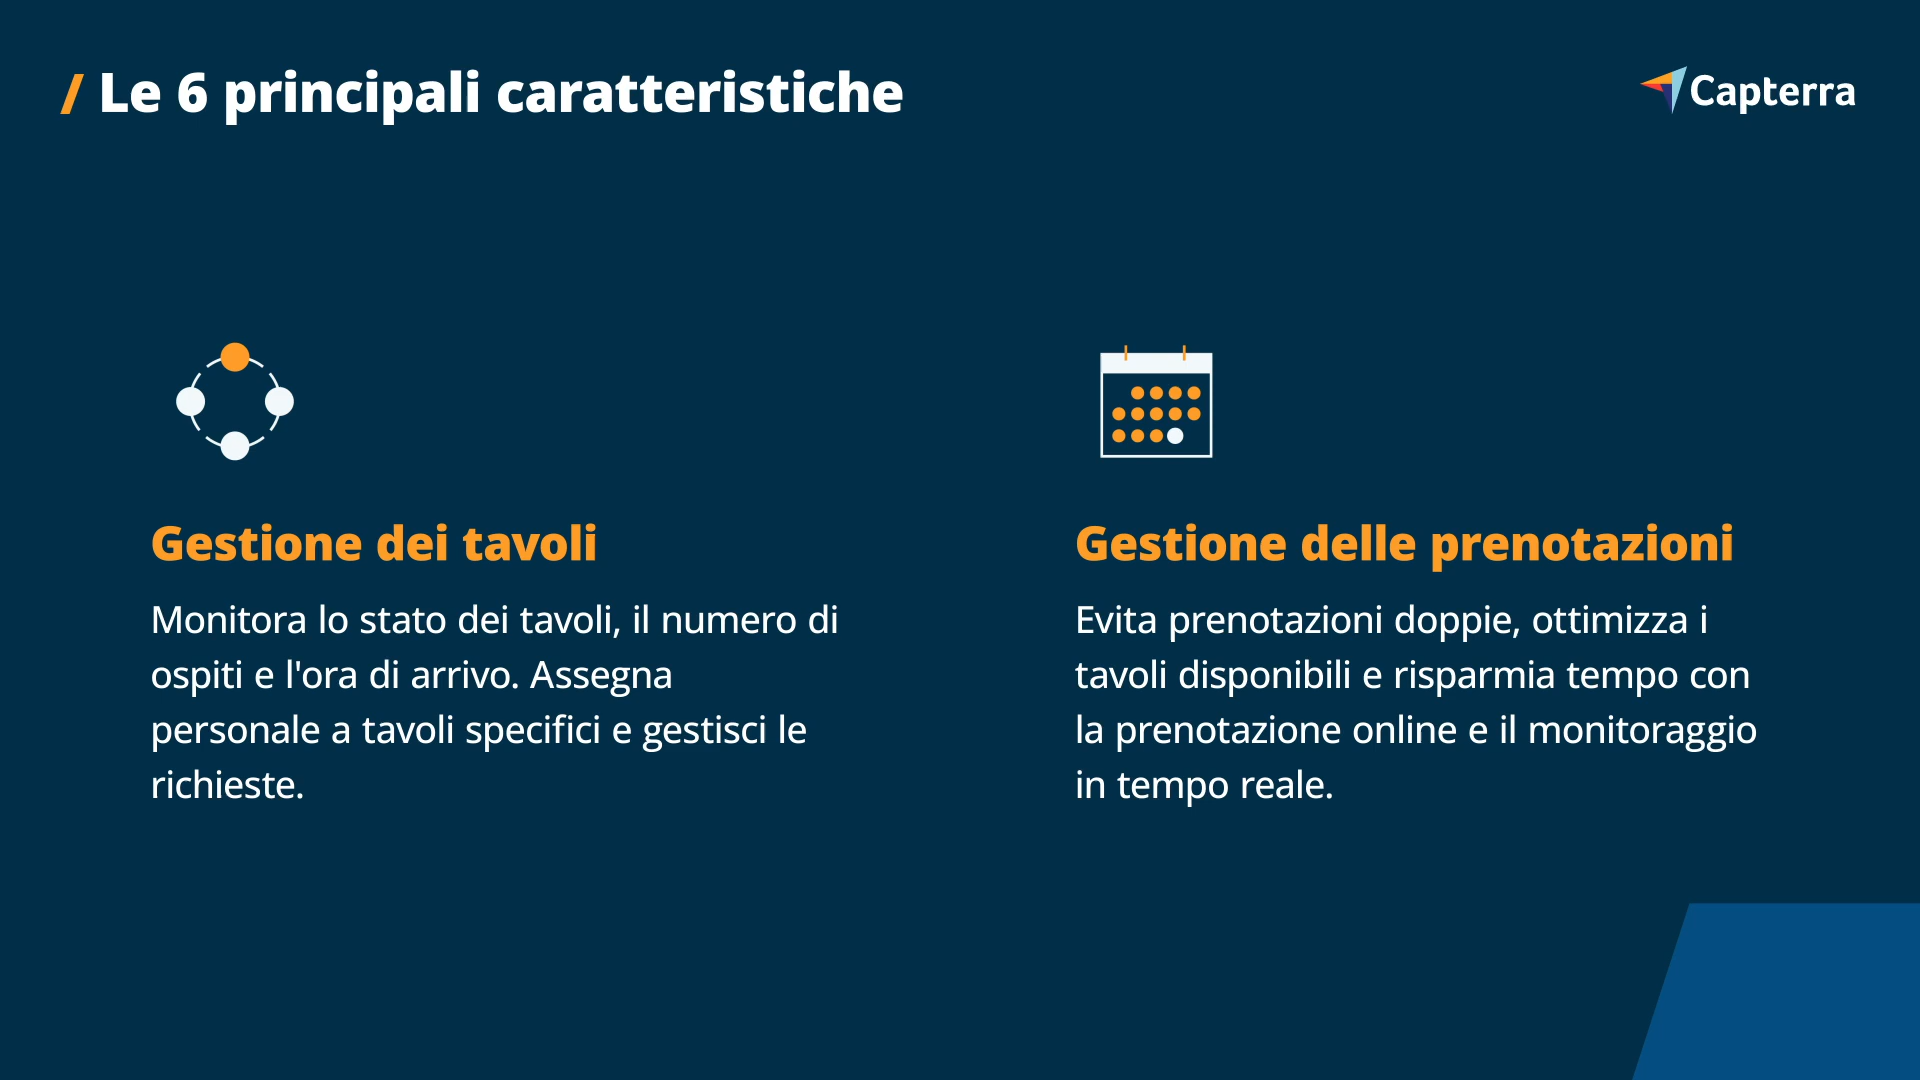 / Le 6 principali caratteristiche
Capterra
Gestione dei tavoli
Monitora lo stato dei tavoli, il numero di
ospiti e l'ora di arrivo. Assegna
personale a tavoli specifici e gestisci le
richieste.
Gestione delle prenotazioni
Evita prenotazioni doppie, ottimizza i
tavoli disponibili e risparmia tempo con
la prenotazione online e il monitoraggio
in tempo reale.